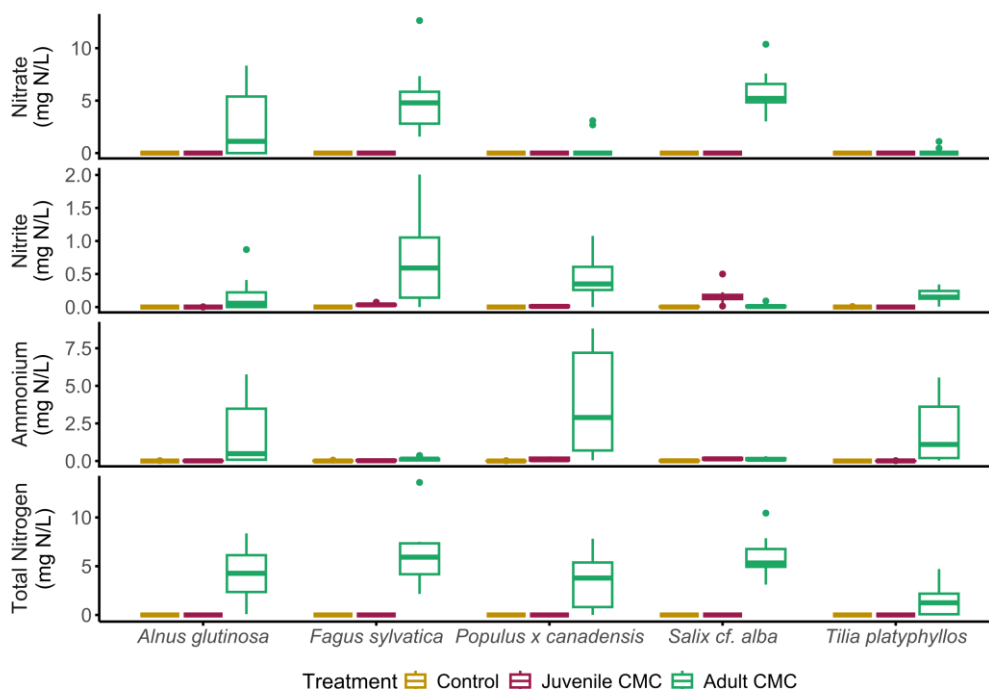 Nitrate
(mg N/L)
10
5
0
Nitrite
(mg N/L)
2.0
1.5
1.0
0.5
0.0
Ammonium
(mg N/L)
7.5
5.0
2.5
0.0
Total Nitrogen
(mg N/L)
10
5
0
Alnus glutinosa Fagus sylvatica Populus x canadensis Salix cf. alba Tilia platyphyllos
Treatment Control Juvenile CMC Adult CMC